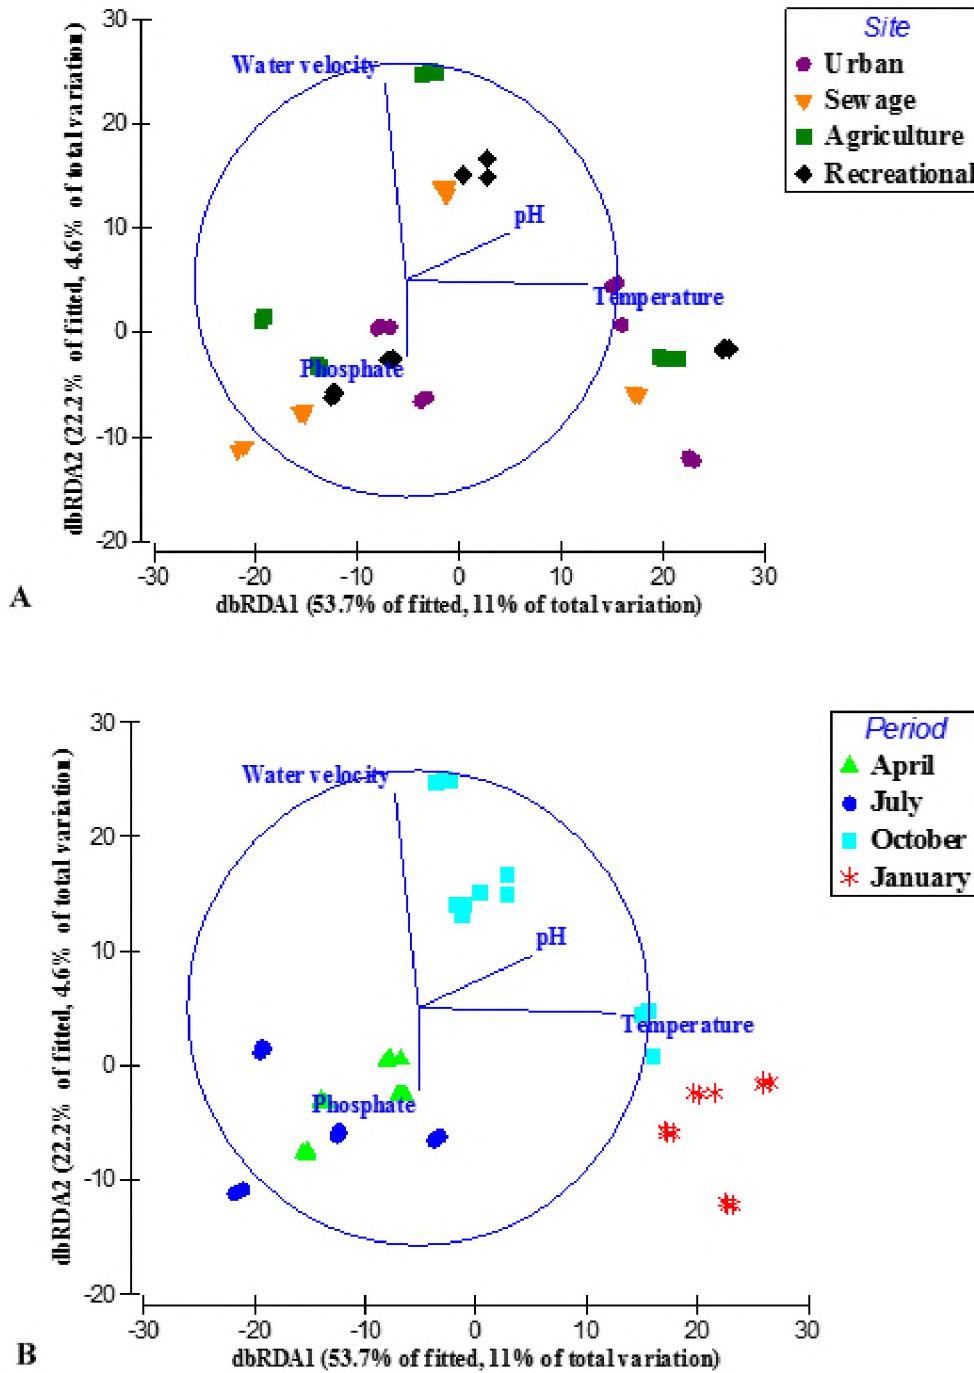 Site
Urban
Sewage
Agriculture
Recreational
dbRDA2 (22.2% of fitted, 4.6% of total variation)
30
20
10
0
-10
-20
Water velocity
pH
Temperature
Phosphate
-30
-20
-10
0
10
20
30
dbRDA1 (53.7% of fitted, 11% of total variation)
A
Period
April
July
October
January
dbRDA2 (22.2% of fitted, 4.6% of total variation)
30
20
10
0
-10
-20
Water velocity
pH
Temperature
Phosphate
-30
-20
-10
0
10
20
30
dbRDA1 (53.7% of fitted, 11% of total variation)
B